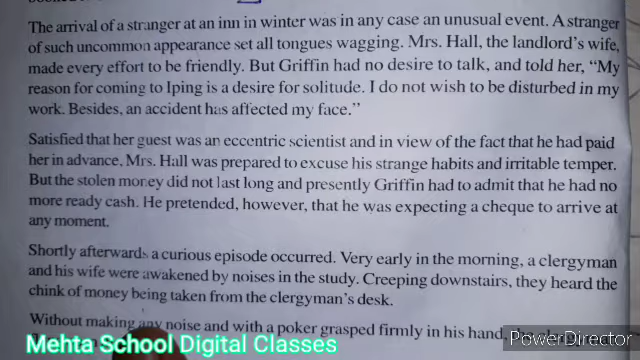 The arrival of a stranger at an inn in winter was in any case an unusual event. A stranger
of such uncommon appearance set all tongues wagging. Mrs. Hall, the landlord's wife,
made every effort to be friendly. But Griffin had no desire to talk, and told her, "My
reason for coming to Iping is a desire for solitude. I do not wish to be disturbed in my
work. Besides, an accident has affected my face."
Satisfied that her guest was an eccentric scientist and in view of the fact that he had paid
her in advance, Mrs. Hall was prepared to excuse his strange habits and irritable temper.
But the stolen money did not last long and presently Griffin had to admit that he had no
more ready cash. He pretended, however, that he was expecting a cheque to arrive at
any moment.
Shortly afterwards a curious episode occurred. Very early in the morning, a clergyman
and his wife were awakened by noises in the study. Creeping downstairs, they heard the
chink of money being taken from the clergyman's desk.
Without making any noise and with a poker grasped firmly in his hand,
Mehta School Digital Classes
PowerDirector